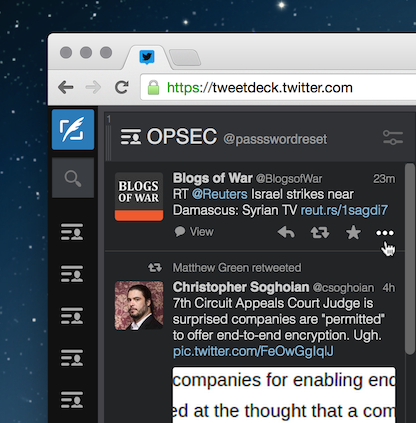 https://tweetdeck.twitter.com
1
OPSEC @passswordreset
BLOGS
OF WAR
Blogs of War @BlogsofWar 23m
RT @Reuters Israel strikes near
Damascus: Syrian TV reut.rs/1sagdi7
View
Matthew Green retweeted
Christopher Soghoian @csoghoian 4h
7th Circuit Appeals Court Judge is
surprised companies are "permitted"
to offer end-to-end encryption. Ugh.
pic.twitter.com/FeOwGgIqlJ
companies for enabling end
ed at the thought that a com